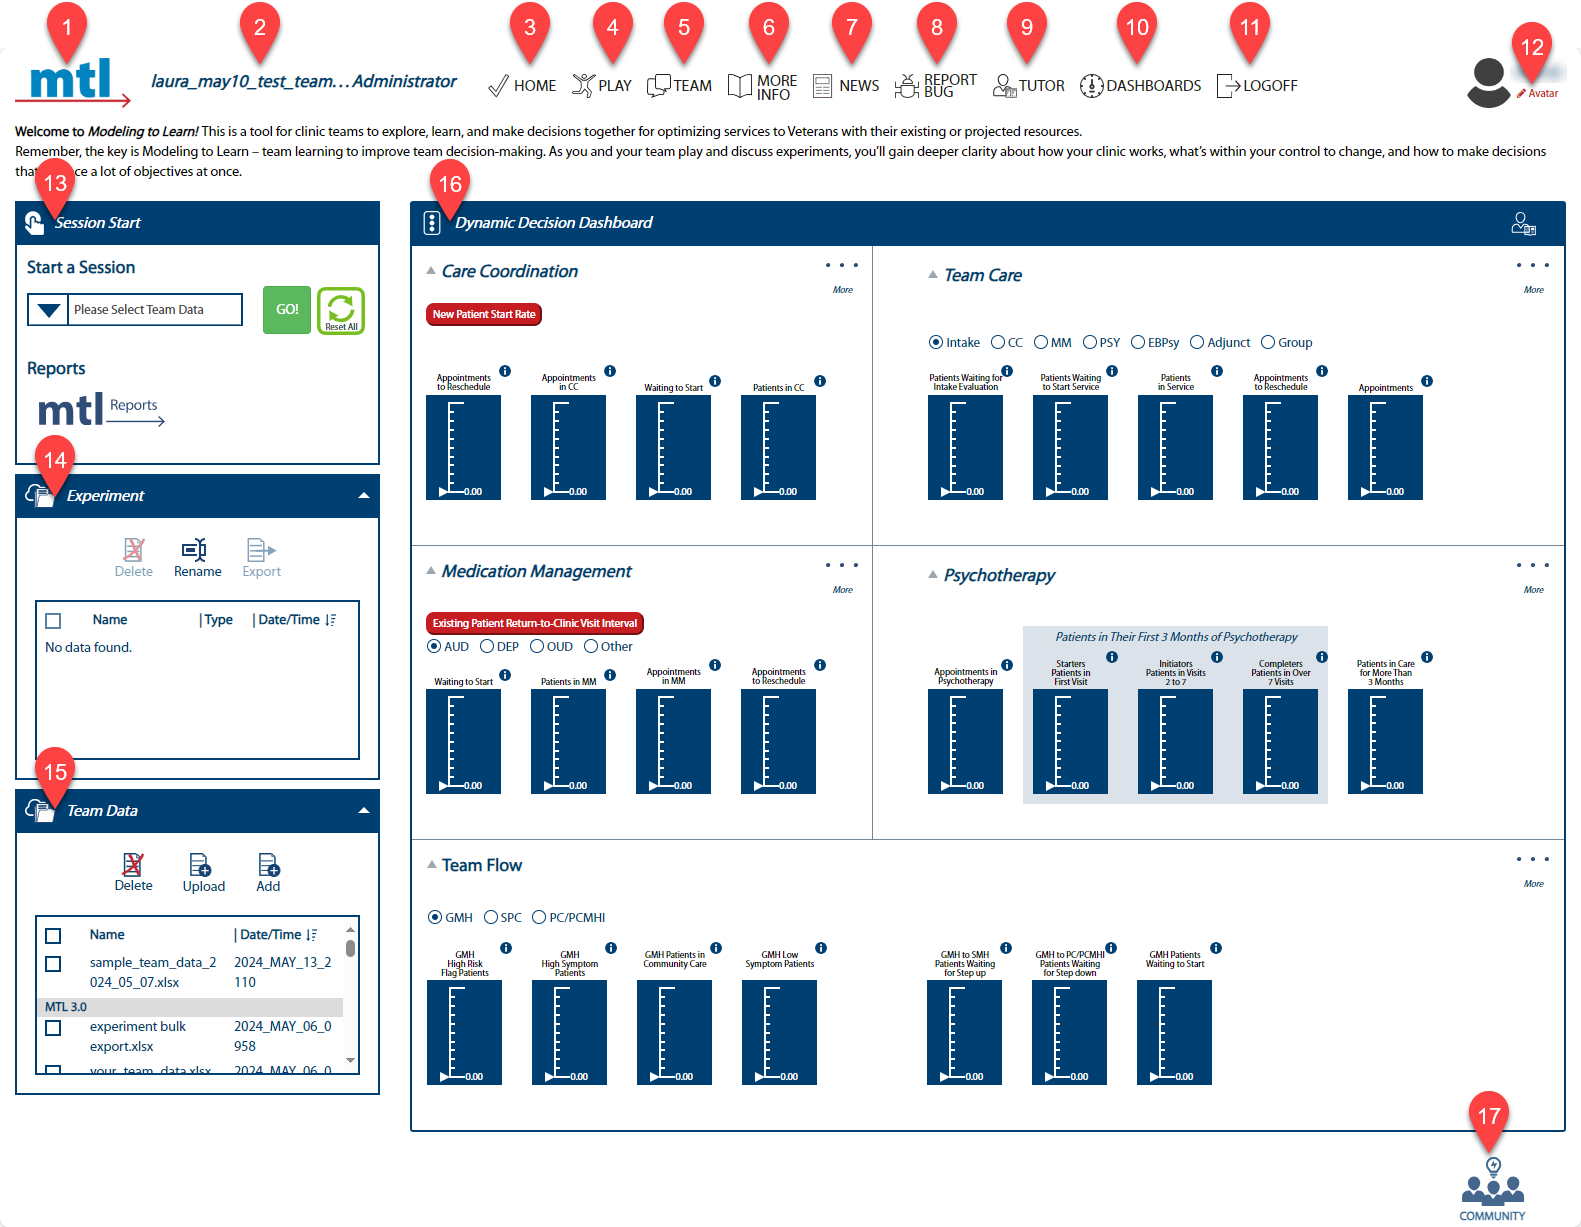 1
2
3
4
5
6
7
8
9
10
11
12
mtl
laura_may10_test_team...Administrator
HOME
PLAY
TEAM
MORE
INFO
NEWS
REPORT
BUG
TUTOR
DASHBOARDS
LOGOFF
Avatar
Welcome to Modeling to Learn! This is a tool for clinic teams to explore, learn, and make decisions together for optimizing services to Veterans with their existing or projected resources.
Remember, the key is Modeling to Learn – team learning to improve team decision-making. As you and your team play and discuss experiments, you'll gain deeper clarity about how your clinic works, what's within your control to change, and how to make decisions
a lot of objectives at once.
13
Session Start
Start a Session
Please Select Team Data
GO!
Reset All
Reports
mtl Reports
14
Experiment
Delete
Rename
Export
Name
|Type
|Date/Time
No data found.
15
Team Data
Delete
Upload
Add
Name
|Date/Time
sample_team_data_2 2024_MAY_13_2
024_05_07.xlsx 110
MTL 3.0
experiment bulk 2024_MAY_06_0
export.xlsx 958
your_team_data.xlsx 2024_MAY_06_0
16
Dynamic Decision Dashboard
Care Coordination
More
New Patient Start Rate
Appointments
to Reschedule
Appointments
in CC
Waiting to Start
Patients in CC
0.00
0.00
0.00
0.00
Team Care
More
Intake
CC
MM
PSY
EBPsy
Adjunct
Group
Patients Waiting for
Intake Evaluation
Patients Waiting
to Start Service
Patients
in Service
Appointments
to Reschedule
Appointments
0.00
0.00
0.00
0.00
0.00
Medication Management
More
Existing Patient Return-to-Clinic Visit Interval
AUD
DEP
OUD
Other
Waiting to Start
Patients in MM
Appointments
in MM
Appointments
to Reschedule
0.00
0.00
0.00
0.00
Psychotherapy
More
Patients in Their First 3 Months of Psychotherapy
Appointments in
Psychotherapy
Starters
Patients in
First Visit
Initiators
Patients in Visits
2 to 7
Completers
Patients in Over
7 Visits
Patients in Care
for More Than
3 Months
0.00
0.00
0.00
0.00
0.00
Team Flow
More
GMH
SPC
PC/PCMHI
GMH
High Risk
Flag Patients
GMH
High Symptom
Patients
GMH Patients in
Community Care
GMH Low
Symptom Patients
GMH to SMH
Patients Waiting
for Step up
GMH to PC/PCMHI
Patients Waiting
for Step down
GMH Patients
Waiting to Start
0.00
0.00
0.00
0.00
0.00
0.00
0.00
17
COMMUNITY